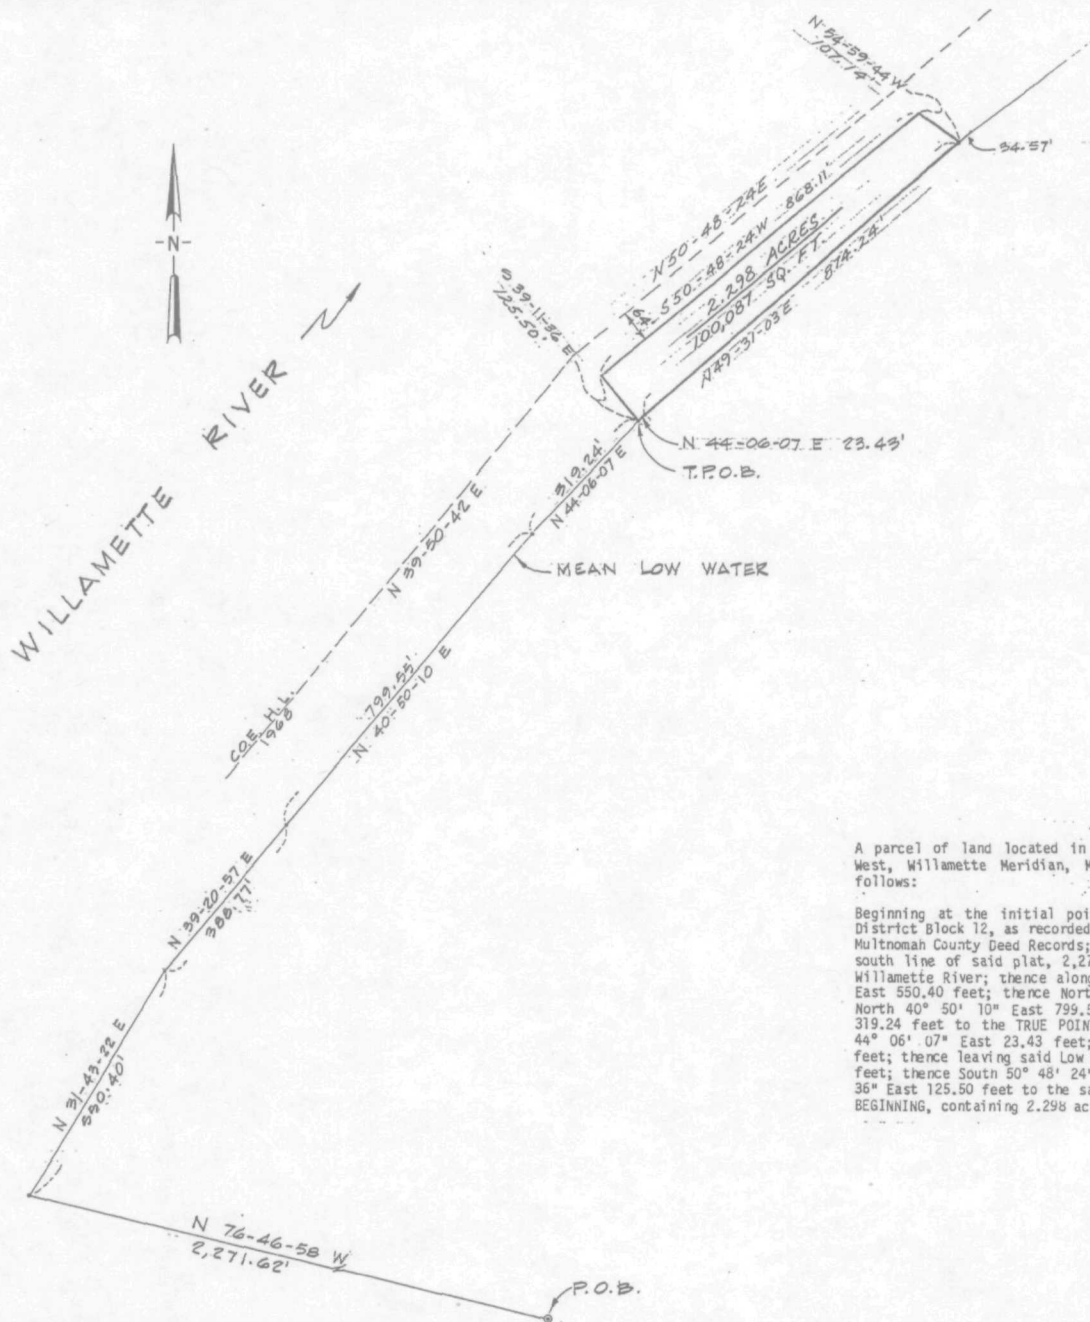 N-54-59-44 W
107.14'
34.57'
-N-
N 50-48-24 E
S 50-48-24 W 868.11'
164'
2.298 ACRES
100,087 SQ. FT.
N 49-37-03 E 874.24'
S 39-11-36 E
125.50'
WILLAMETTE RIVER
N 44-06-07 E 23.43'
T.P.O.B.
319.24'
N 44-06-07 E
N 39-50-42 E
MEAN LOW WATER
799.55'
N 40-50-10 E
C.O.E. H.L.
1968
N 39-20-57 E
388.77'
N 31-43-22 E
550.40'
N 76-46-58 W
2,271.62'
P.O.B.
A parcel of land located in
West, Willamette Meridian, M
follows:
Beginning at the initial poi
District Block 12, as recorded
Multnomah County Deed Records;
south line of said plat, 2,27
Willamette River; thence along
East 550.40 feet; thence Nort
North 40° 50' 10" East 799.5
319.24 feet to the TRUE POIN
44° 06' 07" East 23.43 feet;
feet; thence leaving said Low
feet; thence South 50° 48' 24"
36" East 125.50 feet to the sa
BEGINNING, containing 2.298 ac